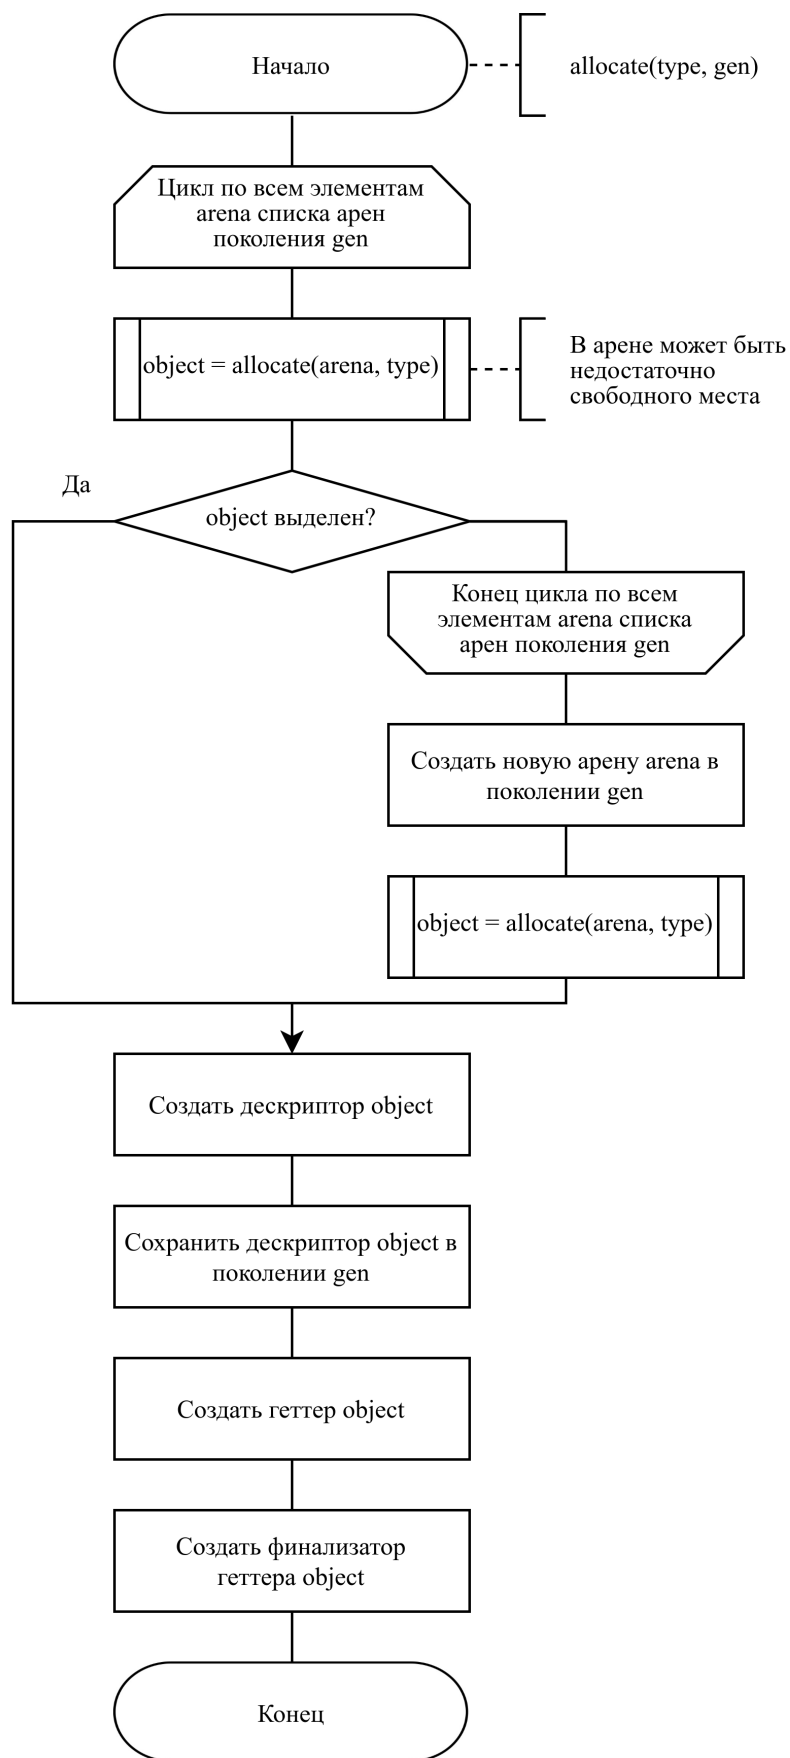 Начало
allocate(type, gen)
Цикл по всем элементам
arena списка арен
поколения gen
object = allocate(arena, type)
В арене может быть
недостаточно
свободного места
Да
object выделен?
Конец цикла по всем
элементам arena списка
арен поколения gen
Создать новую арену arena в
поколении gen
object = allocate(arena, type)
Создать дескриптор object
Сохранить дескриптор object в
поколении gen
Создать геттер object
Создать финализатор
геттера object
Конец